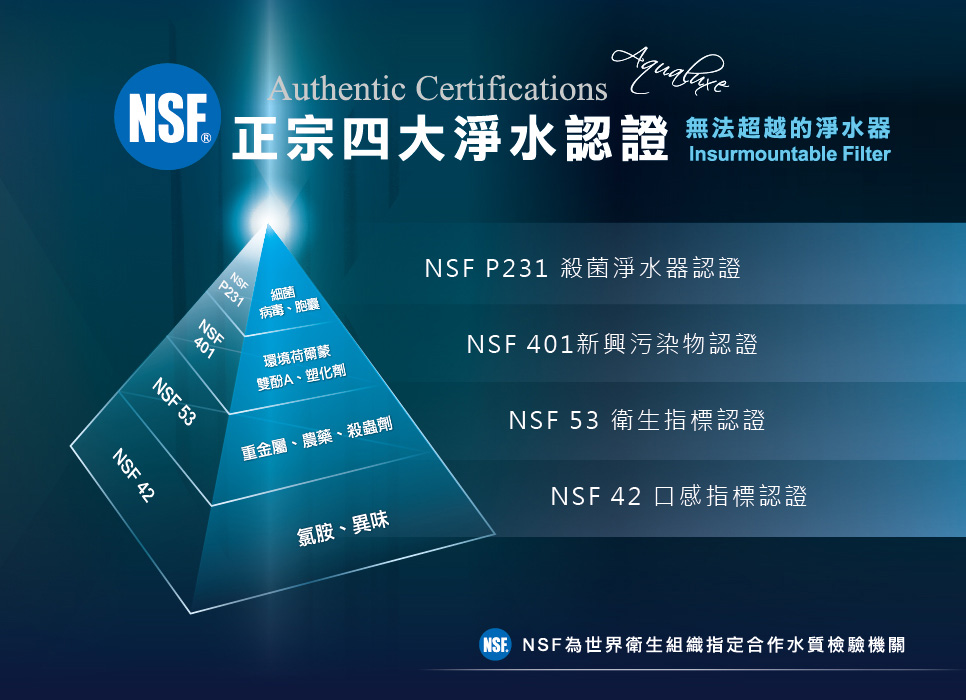 Aqualuxe
Authentic Certifications
NSF®
正宗四大淨水認證
無法超越的淨水器
Insurmountable Filter
NSF
P231
細菌
病毒、胞囊
NSF P231 殺菌淨水器認證
NSF
401
環境荷爾蒙
雙酚A、塑化劑
NSF 401新興污染物認證
NSF 53
重金屬、農藥、殺蟲劑
NSF 53 衛生指標認證
NSF 42
氯胺、異味
NSF 42 口感指標認證
NSF
NSF為世界衛生組織指定合作水質檢驗機關